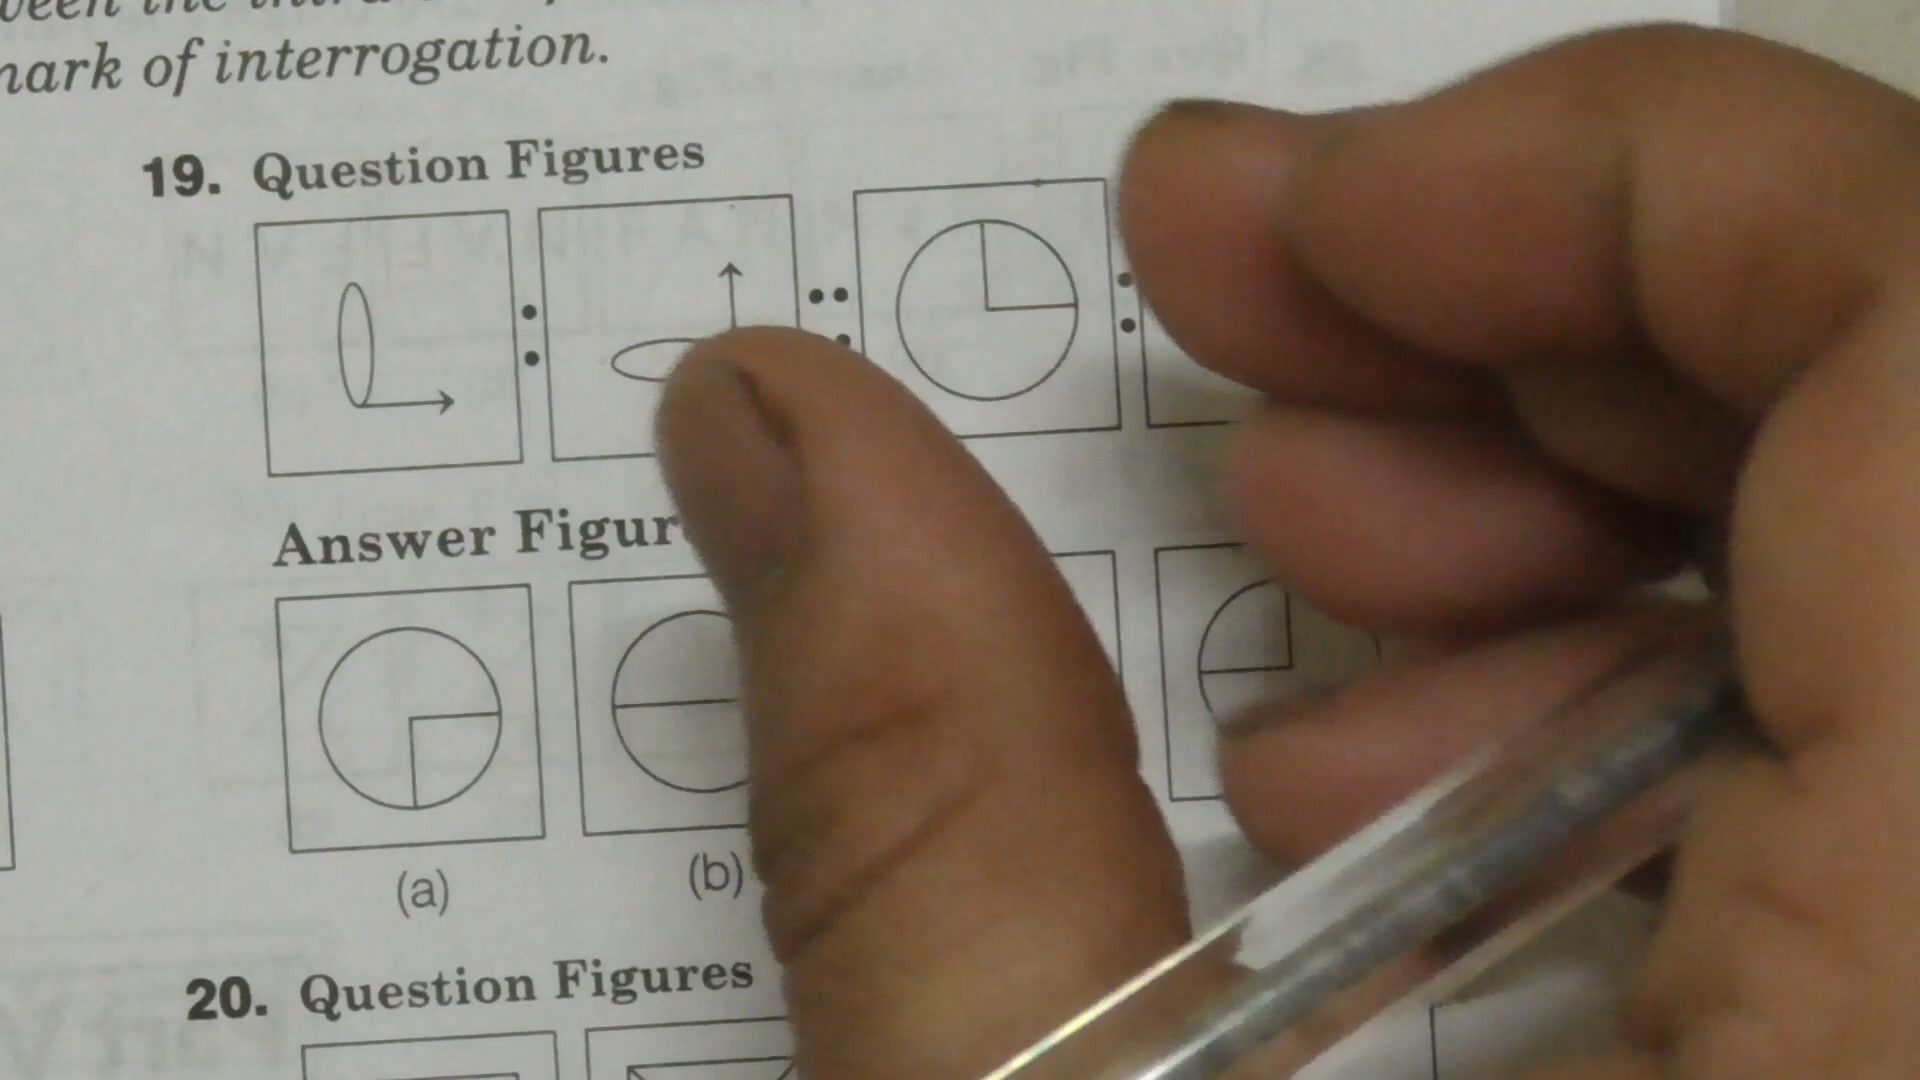 mark of interrogation.
19. Question Figures
Answer Figur
(a) (b)
20. Question Figures